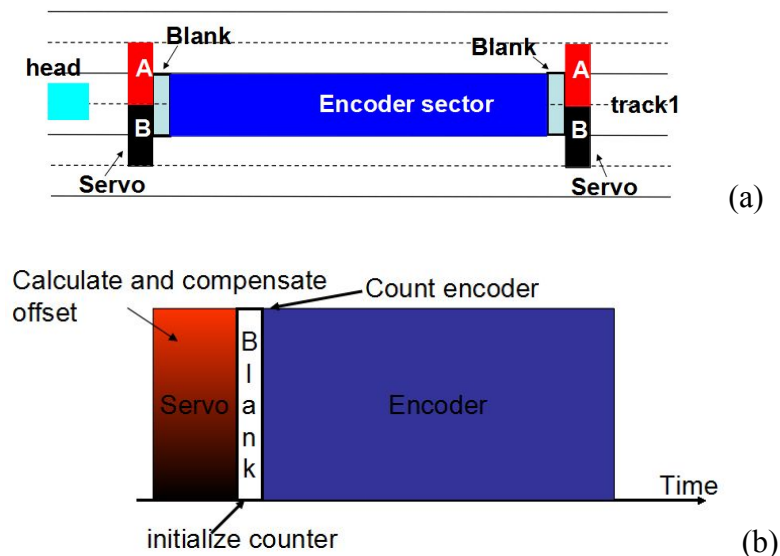 Blank
Blank
head
A
A
Encoder sector
track1
B
B
Servo
Servo
(a)
Calculate and compensate
offset
Count encoder
Servo
Blank
Encoder
Time
initialize counter
(b)